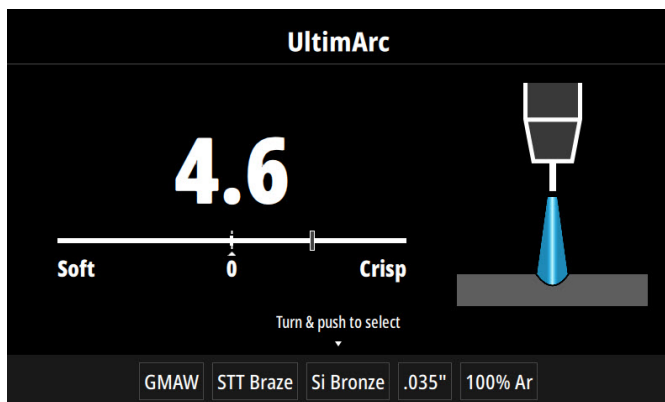 UltimArc
4.6
Soft 0 Crisp
Turn & push to select
GMAW STT Braze Si Bronze .035" 100% Ar